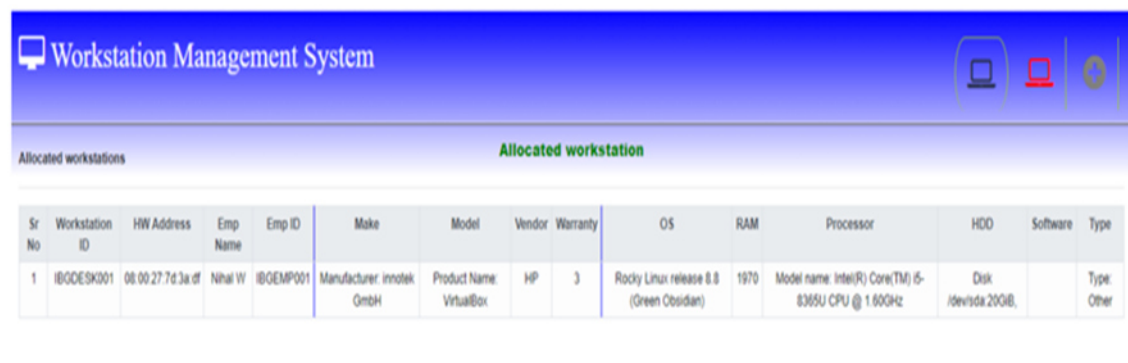 Workstation Management System
Allocated workstations
Allocated workstation
Sr No Workstation ID HW Address Emp Name Emp ID Make Model Vendor Warranty OS RAM Processor HDD Software Type
1 IBGDESK001 08:00:27:7d:3a:df Nihal W IBGEMP001 Manufacturer: innotek GmbH Product Name: VirtualBox HP 3 Rocky Linux release 8.8 (Green Obsidian) 1970 Model name: Intel(R) Core(TM) i5-8365U CPU @ 1.60GHz Disk /dev/sda:20GiB, Type: Other